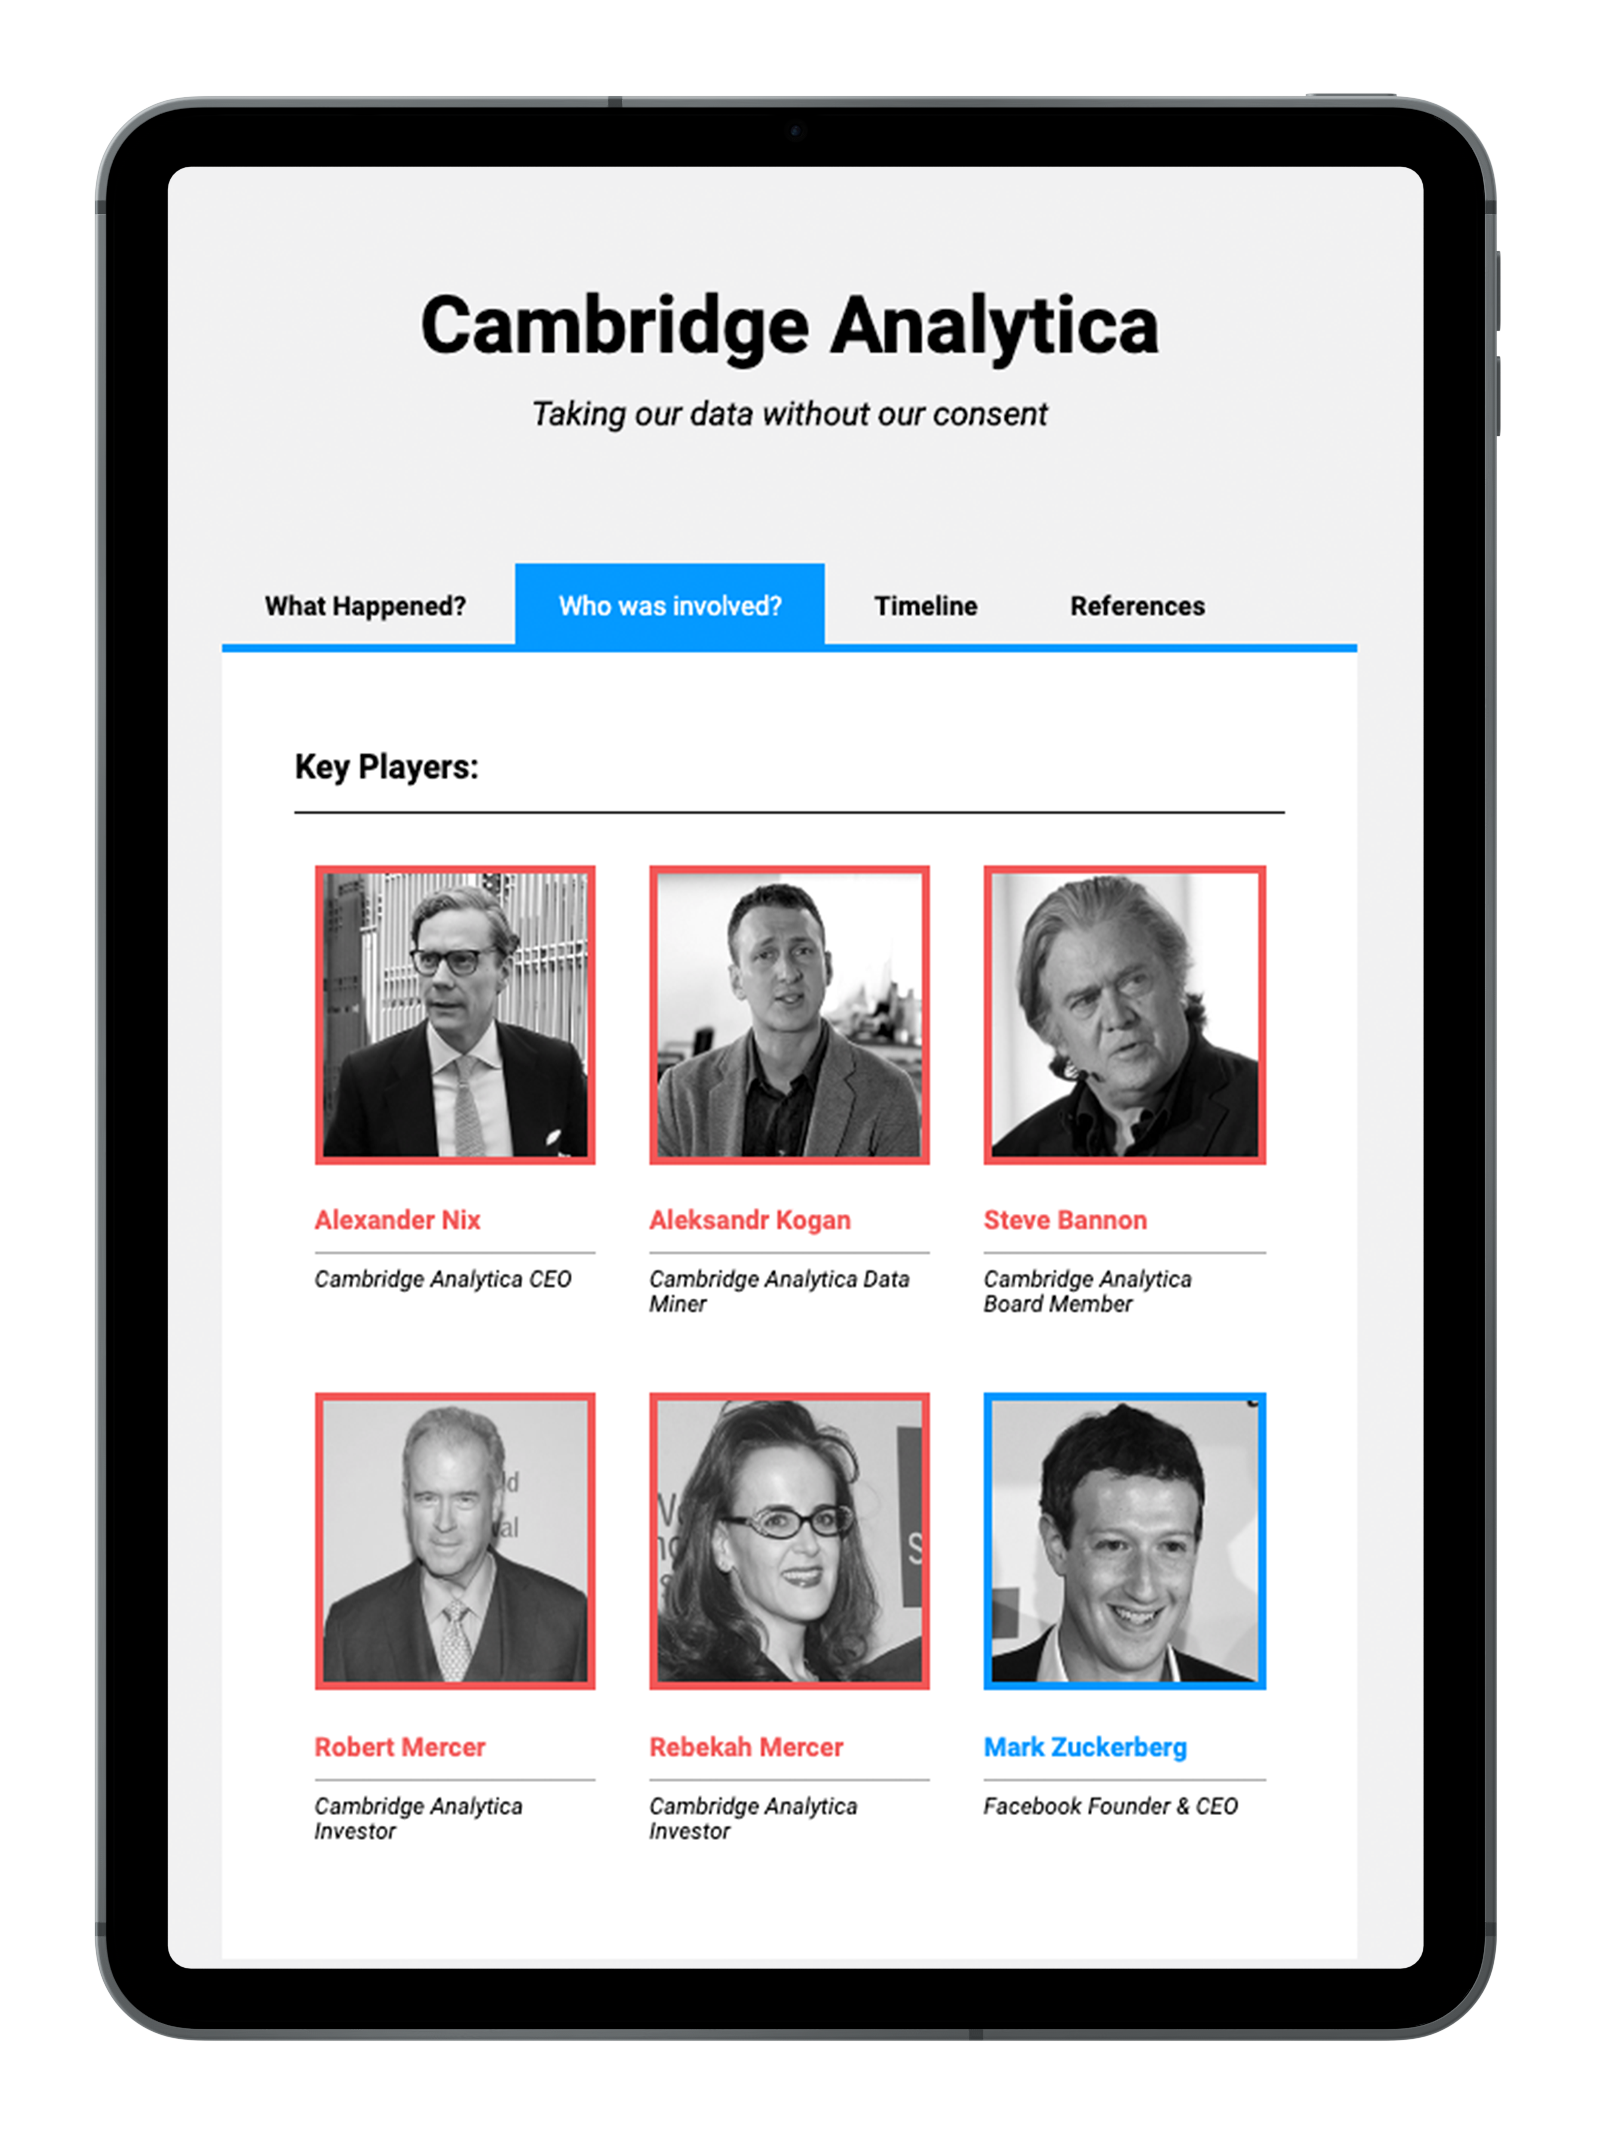 Cambridge Analytica
Taking our data without our consent
What Happened? Who was involved? Timeline References
Key Players:
Alexander Nix
Cambridge Analytica CEO
Aleksandr Kogan
Cambridge Analytica Data
Miner
Steve Bannon
Cambridge Analytica
Board Member
ld
al
S
Robert Mercer
Cambridge Analytica
Investor
Rebekah Mercer
Cambridge Analytica
Investor
Mark Zuckerberg
Facebook Founder & CEO